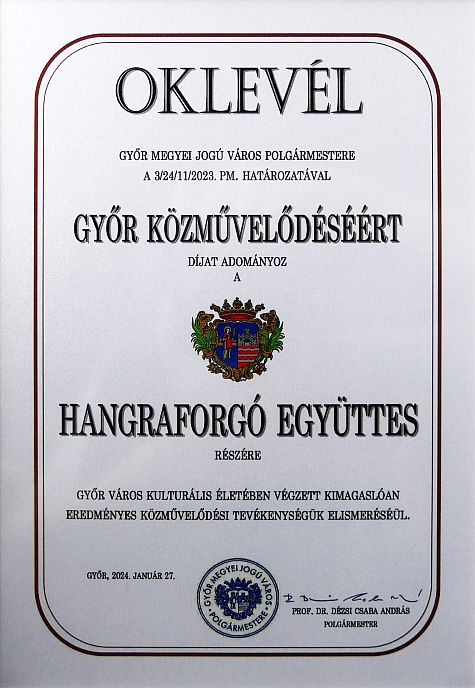 OKLEVÉL
GYŐR MEGYEI JOGÚ VÁROS POLGÁRMESTERE
A 3/24/11/2023. PM. HATÁROZATÁVAL
GYŐR KÖZMŰVELŐDÉSÉÉRT
DÍJAT ADOMÁNYOZ
A
HANGRAFORGÓ EGYÜTTES
RÉSZÉRE
GYŐR VÁROS KULTURÁLIS ÉLETÉBEN VÉGZETT KIMAGASLÓAN
EREDMÉNYES KÖZMŰVELŐDÉSI TEVÉKENYSÉGÜK ELISMERÉSÉÜL.
GYŐR, 2024. JANUÁR 27.
GYŐR MEGYEI JOGÚ VÁROS
POLGÁRMESTERE
PROF. DR. DÉZSI CSABA ANDRÁS
POLGÁRMESTER